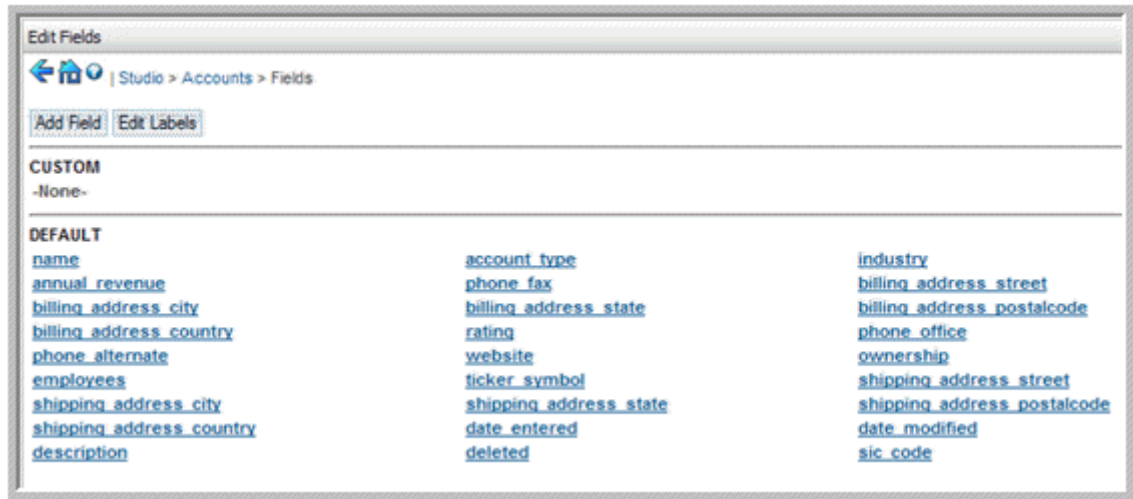 Edit Fields
| Studio > Accounts > Fields
Add Field Edit Labels
CUSTOM
-None-
DEFAULT
name account_type industry
annual_revenue phone_fax billing_address_street
billing_address_city billing_address_state billing_address_postalcode
billing_address_country rating phone_office
phone_alternate website ownership
employees ticker_symbol shipping_address_street
shipping_address_city shipping_address_state shipping_address_postalcode
shipping_address_country date_entered date_modified
description deleted sic_code